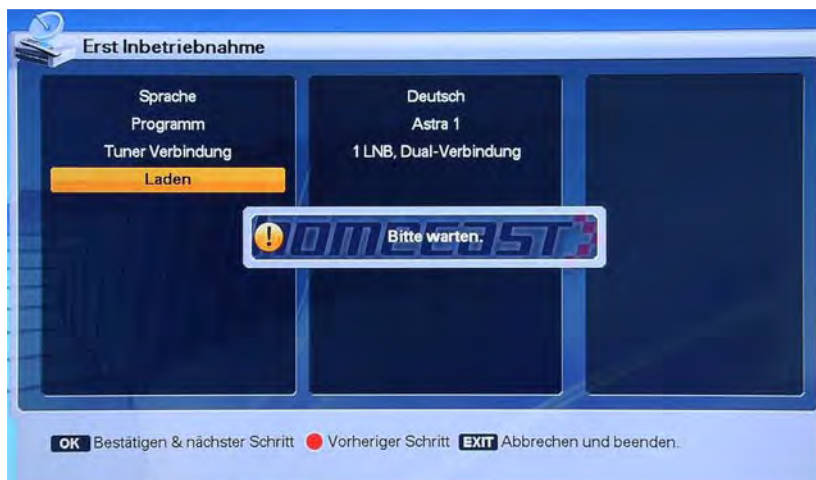 Erst Inbetriebnahme
Sprache Deutsch
Programm Astra 1
Tuner Verbindung 1 LNB, Dual-Verbindung
Laden
Bitte warten.
homecast
OK Bestätigen & nächster Schritt Vorheriger Schritt EXIT Abbrechen und beenden.